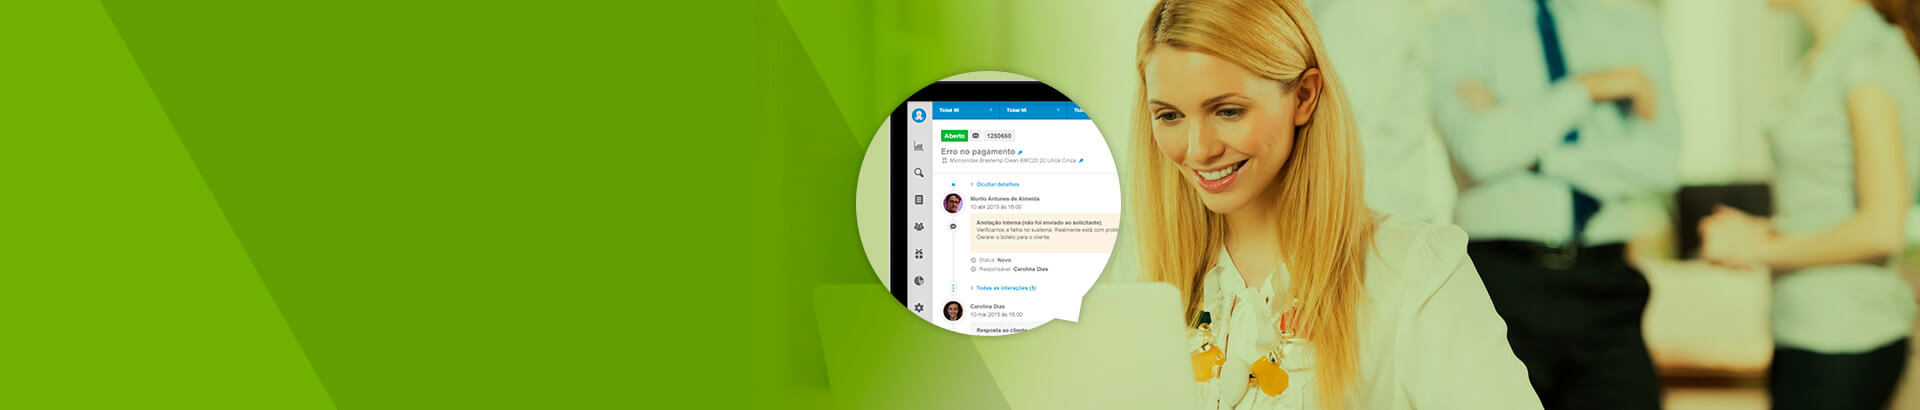 Ticket 96 × Ticket 95 ×
Aberto 1250660
Erro no pagamento
Microondas Brastemp Clean BMC20 20 Litros Cinza
Ocultar detalhes
Murilo Antunes de Almeida
10 abr 2015 às 16:00
Anotação Interna (não foi enviado ao solicitante)
Verificamos a falha no sustema. Realmente está com
Gerarei o boleto para o cliente.
Status: Novo
Responsável: Carolina Dias
Todas as interações (5)
Carolina Dias
10 mai 2015 às 16:00
Resposta ao cliente